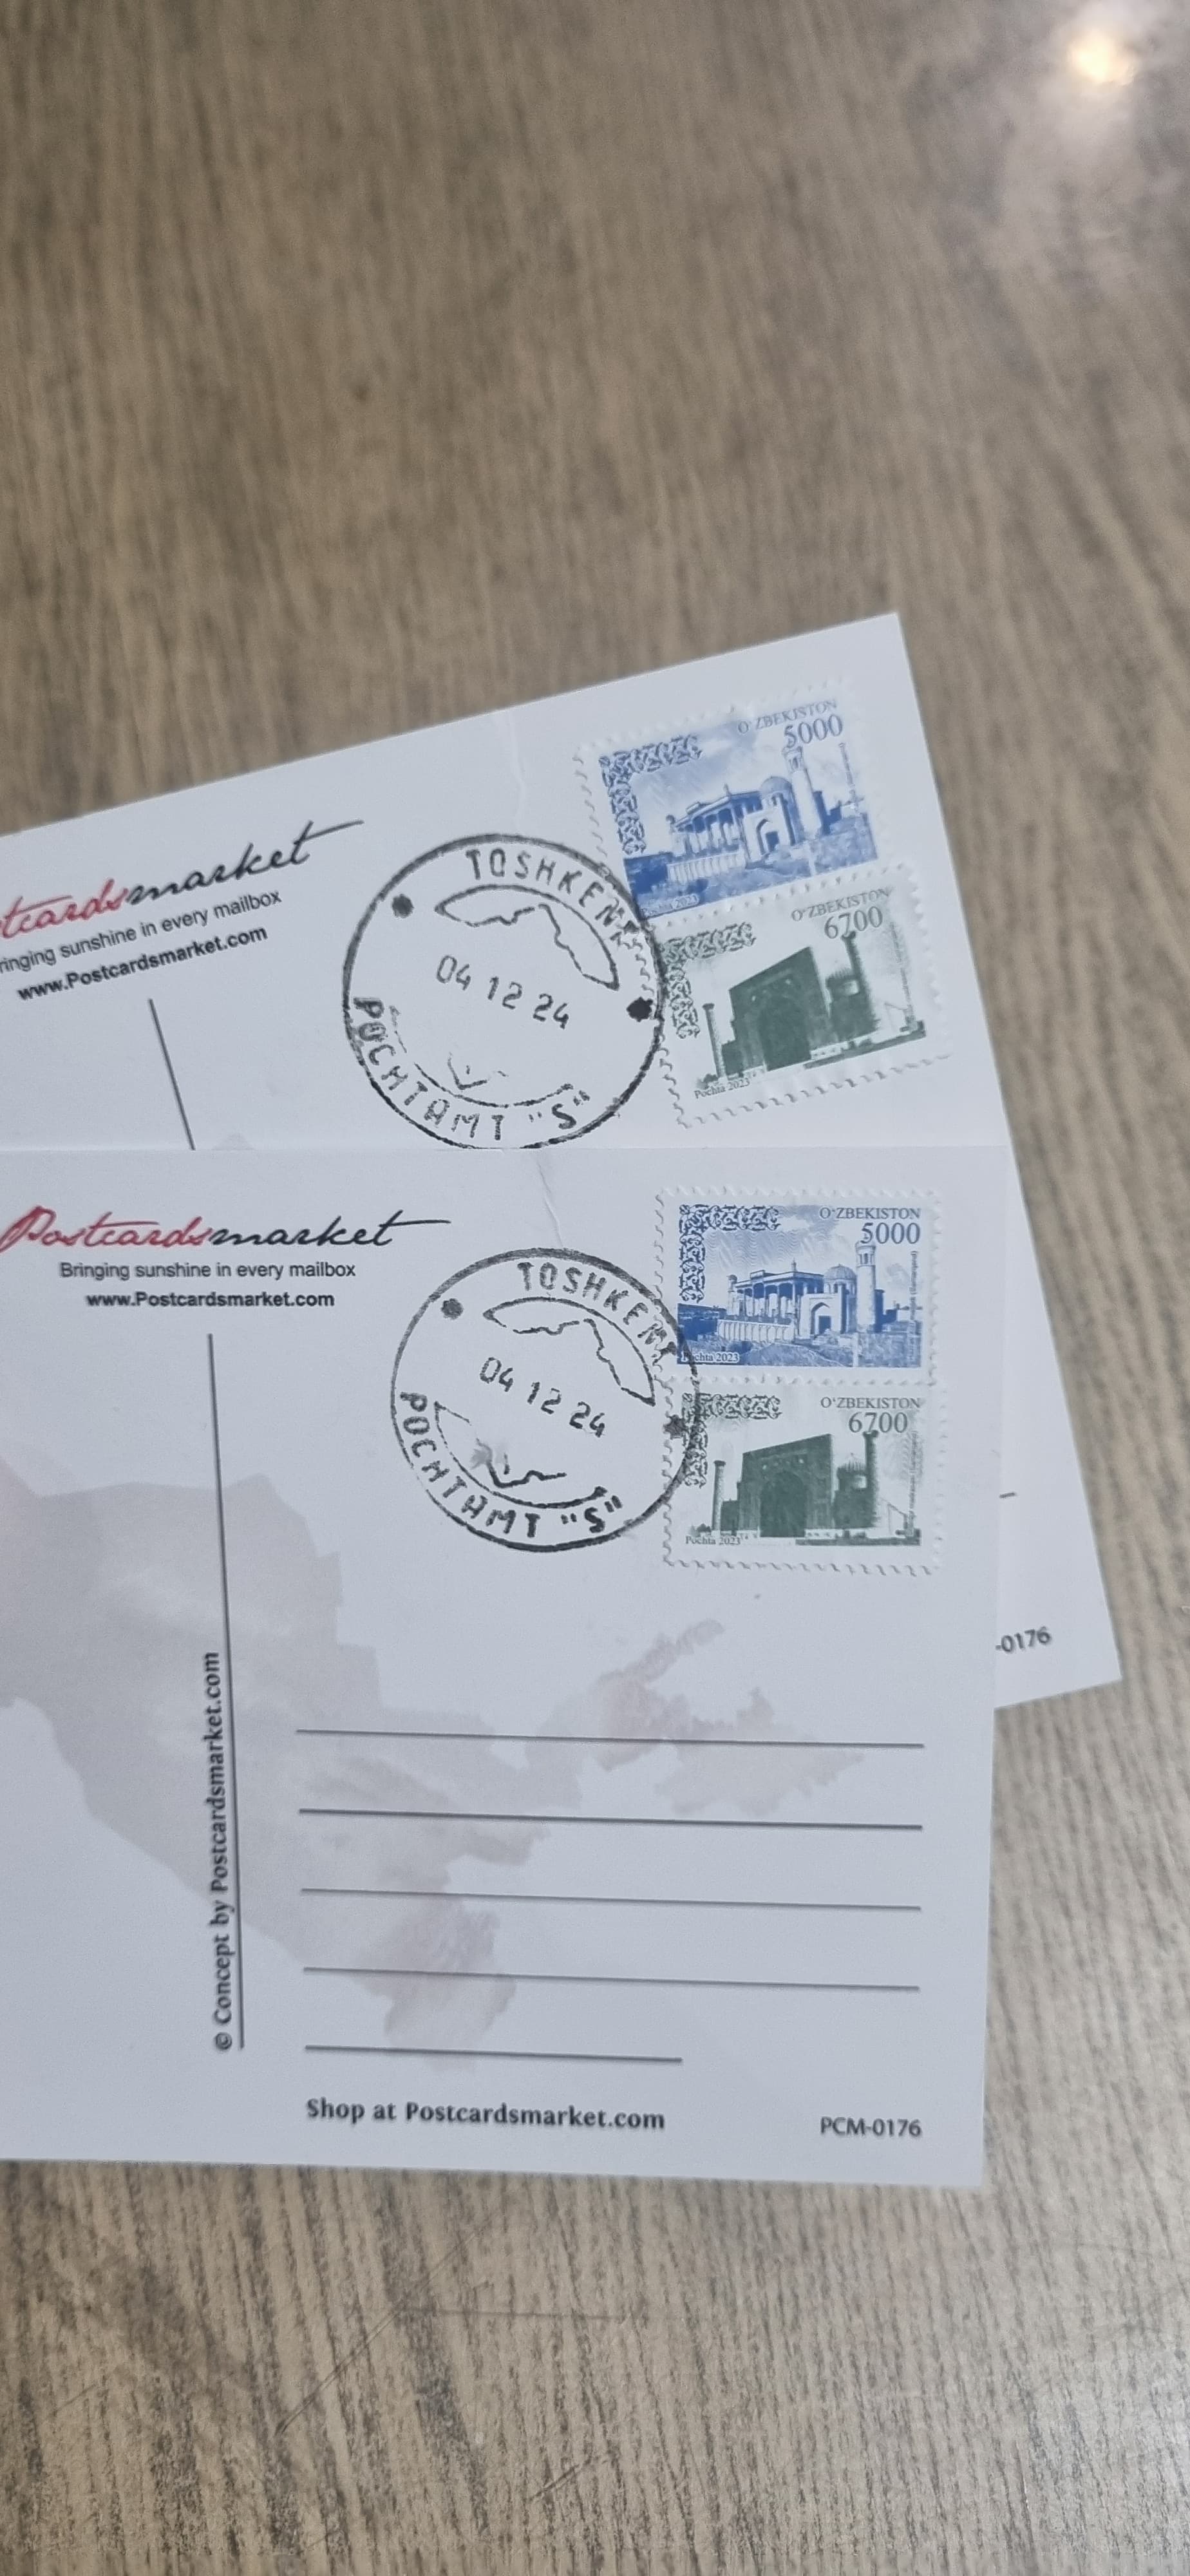 tcardsmarket
ringing sunshine in every mailbox
www.Postcardsmarket.com
TOSHKENT
04 12 24
POCHTAMT "S"
O‘ZBEKISTON
5000
Pochta 2023
O‘ZBEKISTON
6700
Pochta 2023
-0176
Postcardsmarket
Bringing sunshine in every mailbox
www.Postcardsmarket.com
TOSHKENT
04 12 24
POCHTAMT "S"
O‘ZBEKISTON
5000
Pochta 2023
O‘ZBEKISTON
6700
Pochta 2023
© Concept by Postcardsmarket.com
Shop at Postcardsmarket.com
PCM-0176